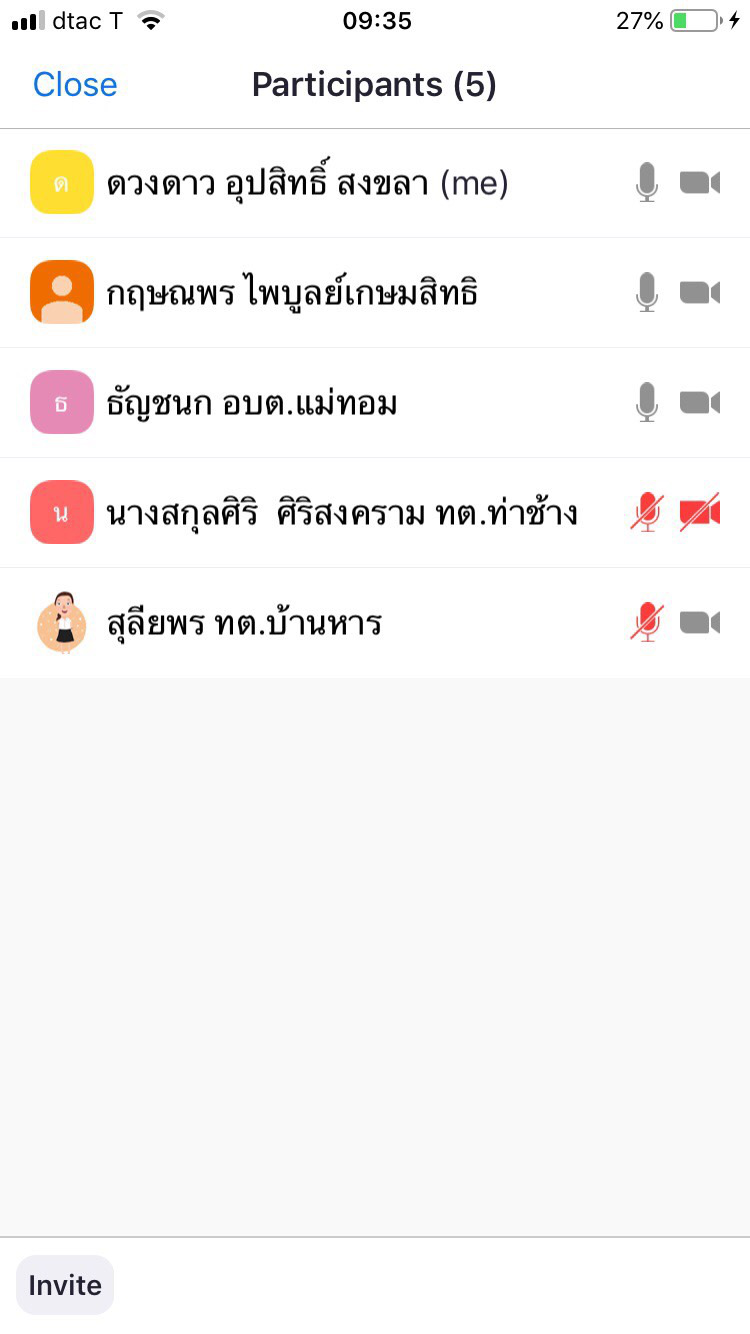 dtac T 09:35 27%
Close Participants (5)
ด ดวงดาว อุปสิทธิ์ สงขลา (me)
กฤษณพร ไพบูลย์เกษมสิทธิ
ธ ธัญชนก อบต.แม่ทอม
น นางสกุลศิริ ศิริสงคราม ทต.ท่าช้าง
สุลียพร ทต.บ้านหาร
Invite